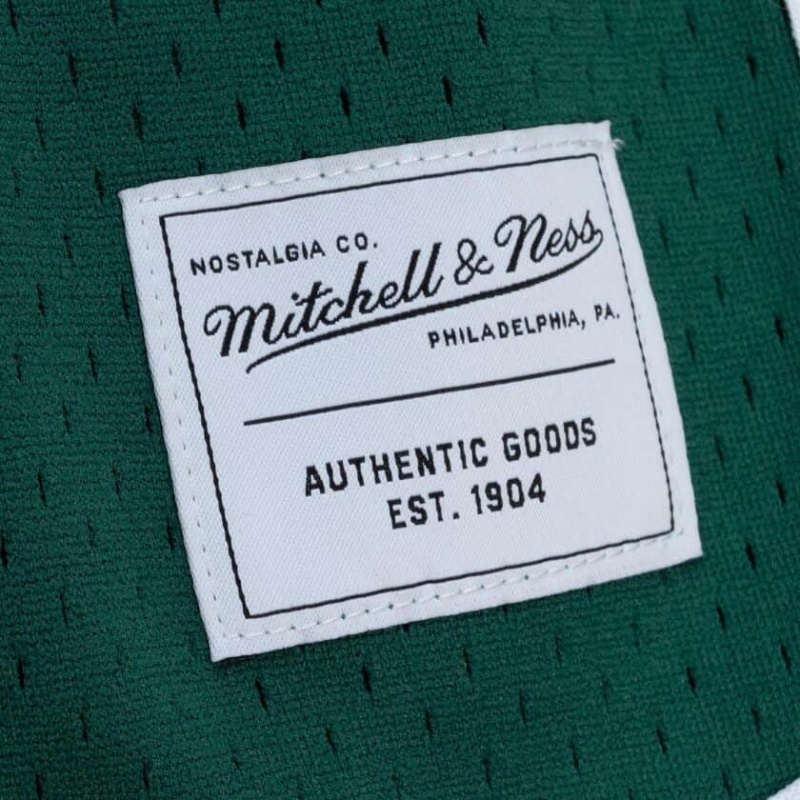 NOSTALGIA CO.
Mitchell & Ness
PHILADELPHIA, PA.
AUTHENTIC GOODS
EST. 1904